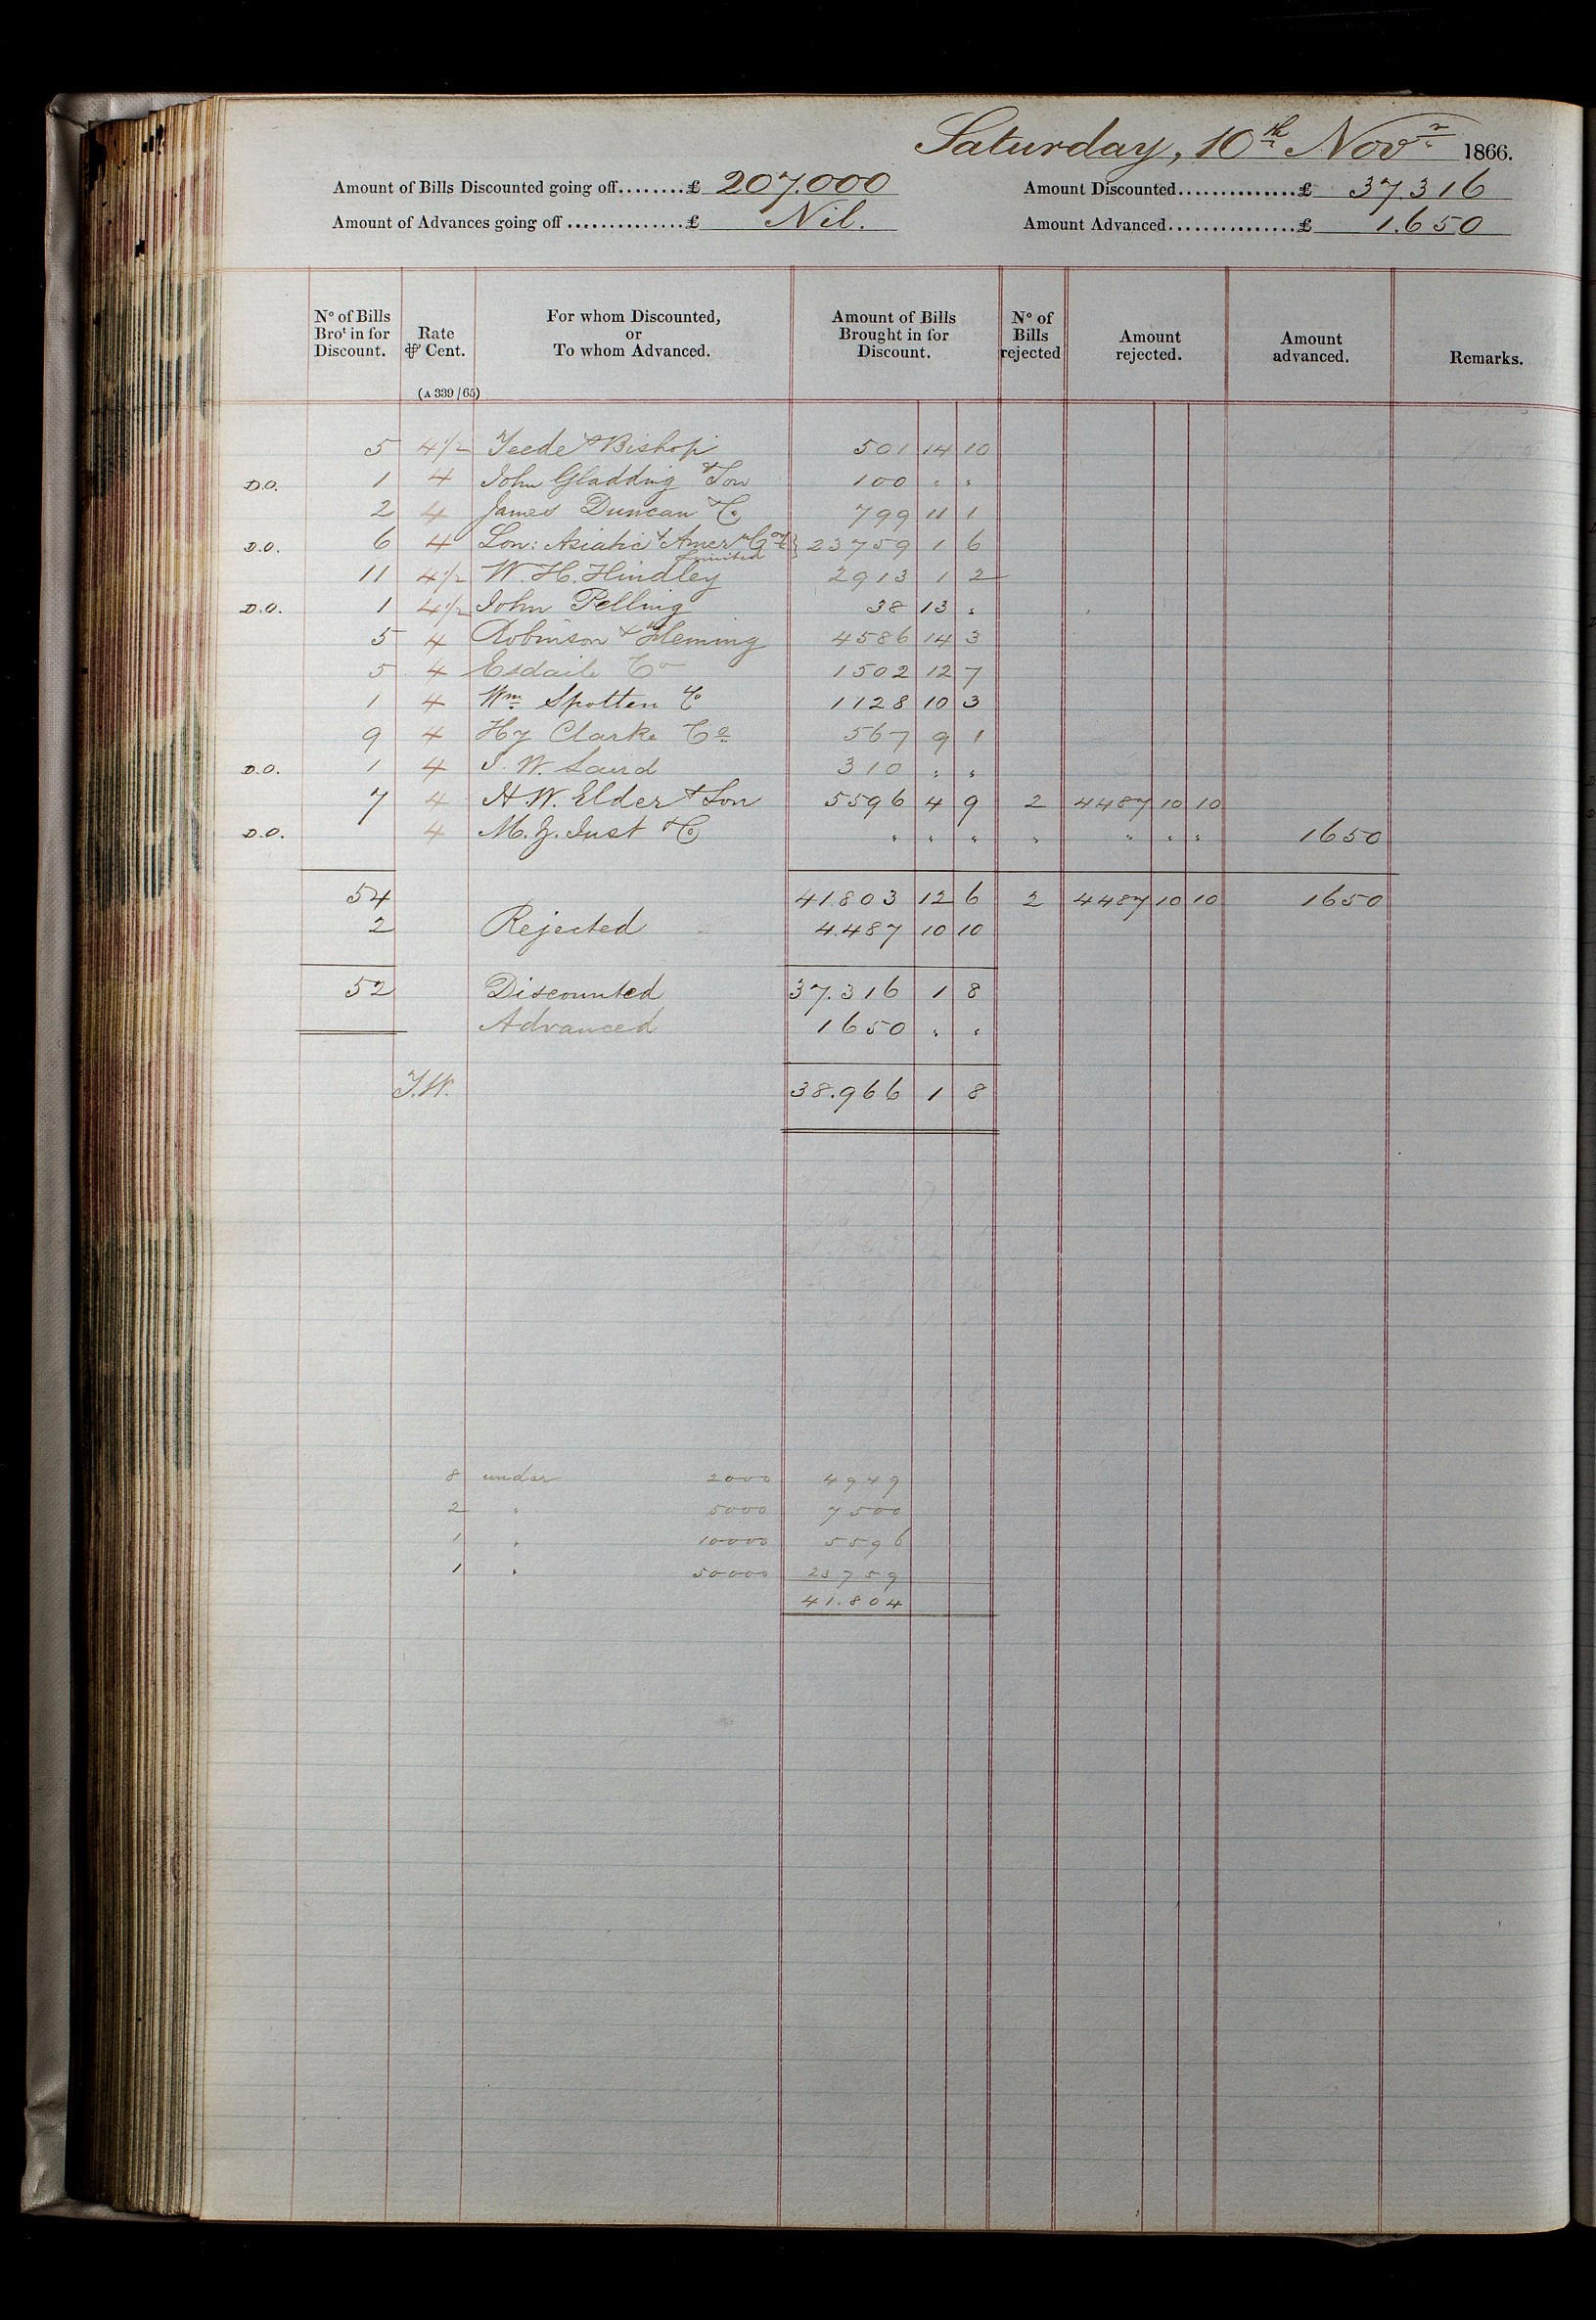 Saturday, 10th Novr 1866.
Amount of Bills Discounted going off........£ 207.000 Amount Discounted..............£ 37.316
Amount of Advances going off ..............£ Nil. Amount Advanced...............£ 1.650
No of Bills Brot in for Discount. Rate ⅌ Cent. For whom Discounted, or To whom Advanced. Amount of Bills Brought in for Discount. No of Bills rejected Amount rejected. Amount advanced. Remarks.
(A 339/65)
5 4 1/2 Teede & Bishop 501 14 10
D.O. 1 4 John Gladding & Son 100 " "
2 4 James Duncan & Co 799 11 1
D.O. 6 4 Lon: Asiatic & Amern Coy Limited } 23759 1 6
11 4 1/2 W. H. Hindley 2913 1 2
D.O. 1 4 1/2 John Pelling 38 13 "
5 4 Robinson & Fleming 4586 14 3
5 4 Esdaile Co 1502 12 7
1 4 Wm Spotten & Co 1128 10 3
9 4 Hy Clarke Co 567 9 1
D.O. 1 4 J. W. Laird 310 " "
7 4 H. W. Elder & Son 5596 4 9 2 4487 10 10
D.O. 4 M. H. Just & Co " " " " " " " 1650
54 41.803 12 6 2 4487 10 10 1650
2 Rejected 4.487 10 10
52 Discounted 37.316 1 8
Advanced 1650 " "
T.W. 38.966 1 8
8 under 2000 4949
2 " 5000 7500
1 " 10000 5596
1 " 50000 23759
41.804